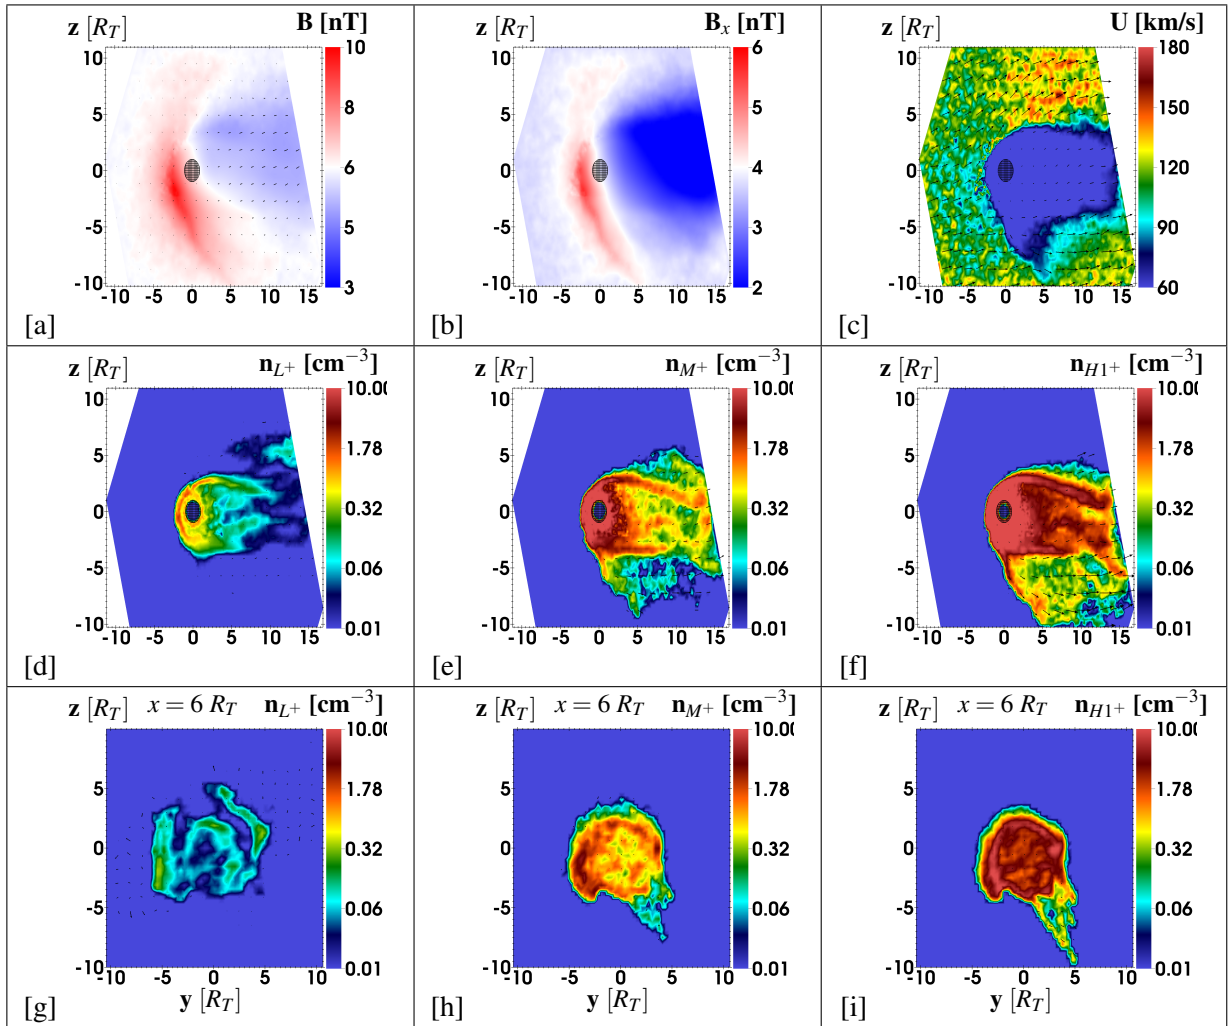 z [R_T] B [nT]
10
5
0
-5
-10
-10 -5 0 5 10 15
10
8
6
5
3
[a]
z [R_T] B_x [nT]
10
5
0
-5
-10
-10 -5 0 5 10 15
6
5
4
3
2
[b]
z [R_T] U [km/s]
10
5
0
-5
-10
-10 -5 0 5 10 15
180
150
120
90
60
[c]
z [R_T] n_{L+} [cm^{-3}]
10
5
0
-5
-10
-10 -5 0 5 10 15
10.00
1.78
0.32
0.06
0.01
[d]
z [R_T] n_{M+} [cm^{-3}]
10
5
0
-5
-10
-10 -5 0 5 10 15
10.00
1.78
0.32
0.06
0.01
[e]
z [R_T] n_{H1+} [cm^{-3}]
10
5
0
-5
-10
-10 -5 0 5 10 15
10.00
1.78
0.32
0.06
0.01
[f]
z [R_T] x = 6 R_T n_{L+} [cm^{-3}]
5
0
-5
-10
-10 -5 0 5 10
10.00
1.78
0.32
0.06
0.01
y [R_T]
[g]
z [R_T] x = 6 R_T n_{M+} [cm^{-3}]
5
0
-5
-10
-10 -5 0 5 10
10.00
1.78
0.32
0.06
0.01
y [R_T]
[h]
z [R_T] x = 6 R_T n_{H1+} [cm^{-3}]
5
0
-5
-10
-10 -5 0 5 10
10.00
1.78
0.32
0.06
0.01
y [R_T]
[i]